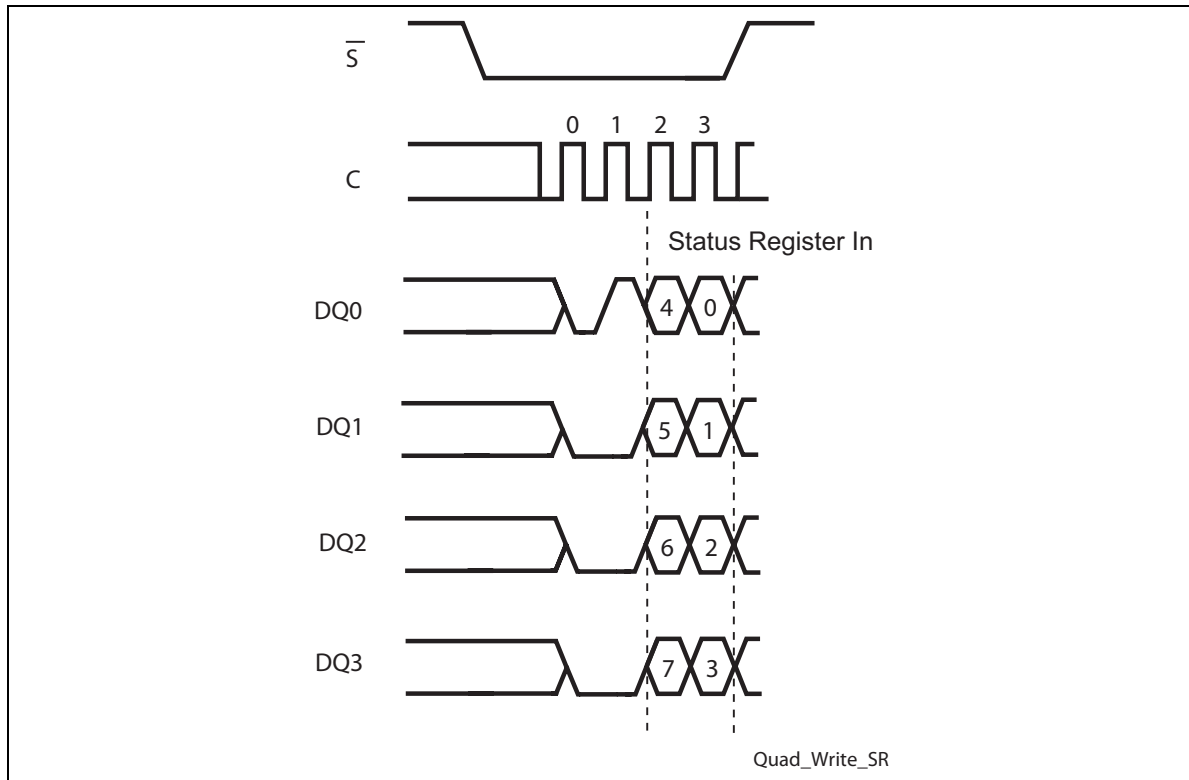 S
0 1 2 3
C
Status Register In
DQ0 4 0
DQ1 5 1
DQ2 6 2
DQ3 7 3
Quad_Write_SR